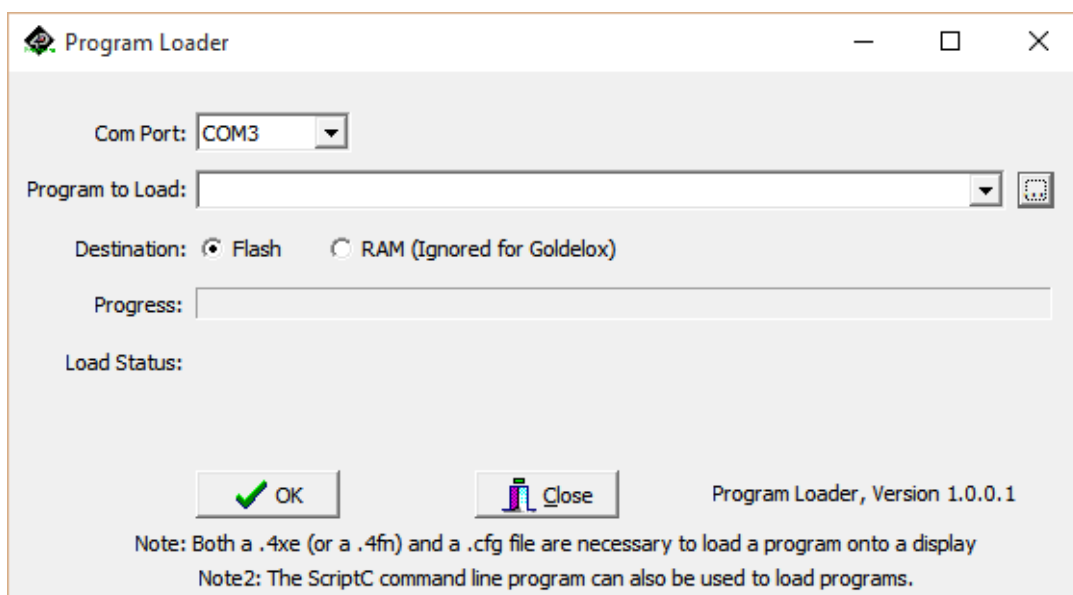 Program Loader
Com Port: COM3
Program to Load:
Destination: Flash RAM (Ignored for Goldelox)
Progress:
Load Status:
OK Close Program Loader, Version 1.0.0.1
Note: Both a .4xe (or a .4fn) and a .cfg file are necessary to load a program onto a display
Note2: The ScriptC command line program can also be used to load programs.